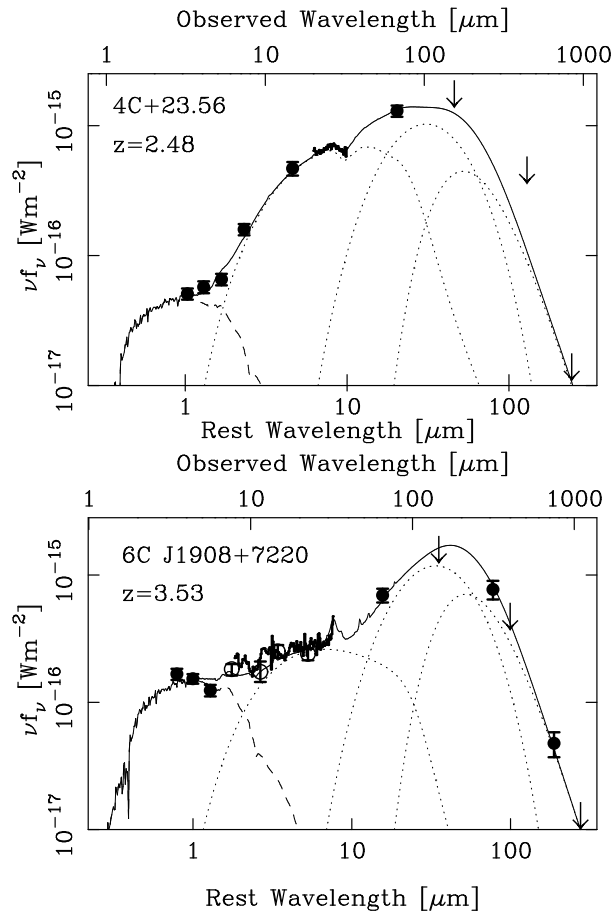 Observed Wavelength [μm]
1 10 100 1000
4C+23.56
z=2.48
νfν [Wm−2]
10−15
10−16
10−17
1 10 100
Rest Wavelength [μm]
Observed Wavelength [μm]
1 10 100 1000
6C J1908+7220
z=3.53
νfν [Wm−2]
10−15
10−16
10−17
1 10 100
Rest Wavelength [μm]